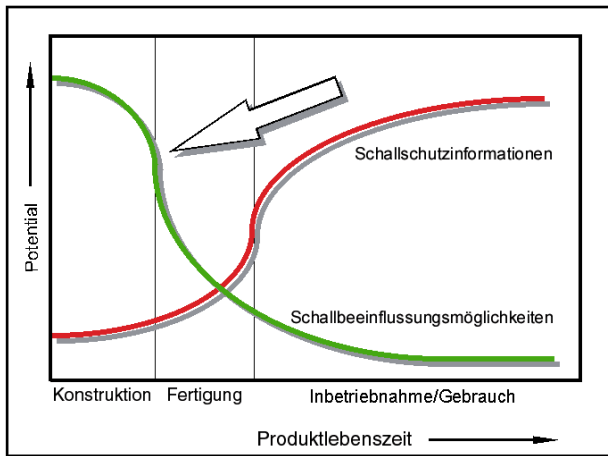 Potential
Schallschutzinformationen
Schallbeeinflussungsmöglichkeiten
Konstruktion Fertigung Inbetriebnahme/Gebrauch
Produktlebenszeit